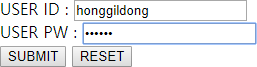 USER ID : honggildong
USER PW : ••••••
SUBMIT RESET